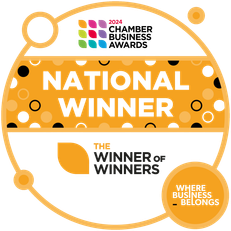 2024
CHAMBER
BUSINESS
AWARDS
NATIONAL
WINNER
THE
WINNER OF
WINNERS
WHERE
BUSINESS
_ BELONGS